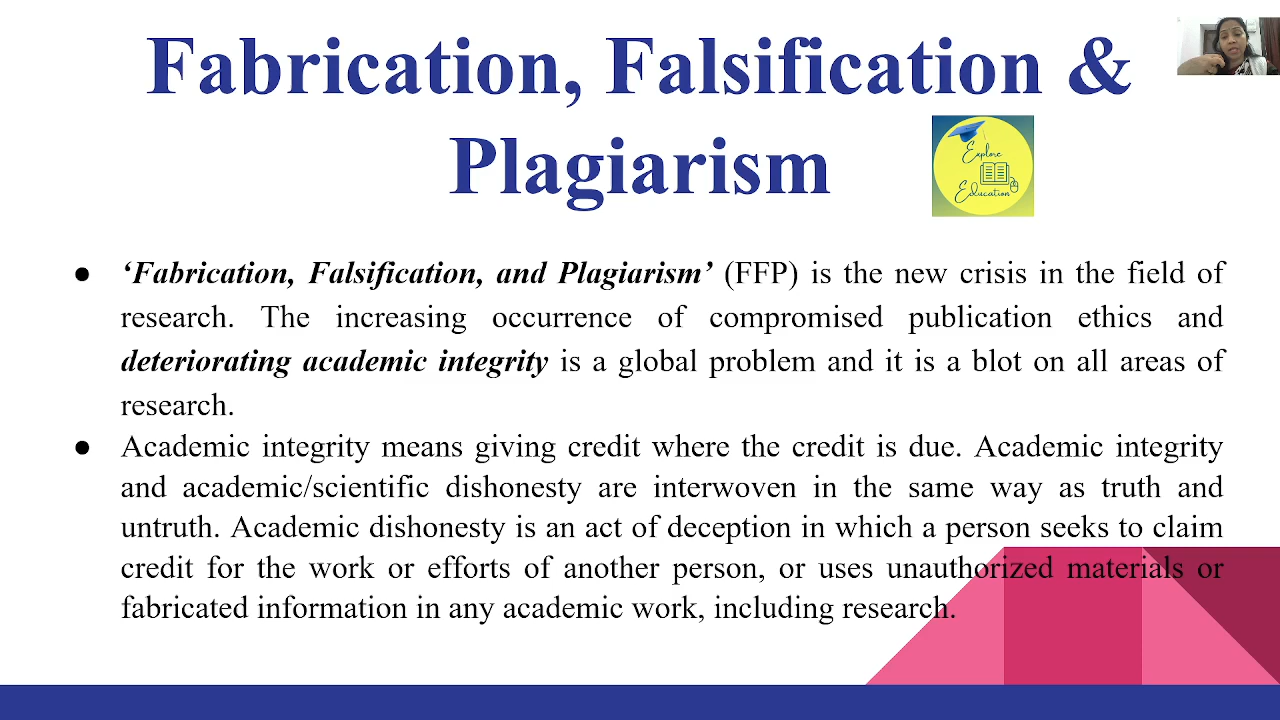 Fabrication, Falsification &
Plagiarism
Explore
Education
● ‘Fabrication, Falsification, and Plagiarism’ (FFP) is the new crisis in the field of
research. The increasing occurrence of compromised publication ethics and
deteriorating academic integrity is a global problem and it is a blot on all areas of
research.
● Academic integrity means giving credit where the credit is due. Academic integrity
and academic/scientific dishonesty are interwoven in the same way as truth and
untruth. Academic dishonesty is an act of deception in which a person seeks to claim
credit for the work or efforts of another person, or uses unauthorized materials or
fabricated information in any academic work, including research.